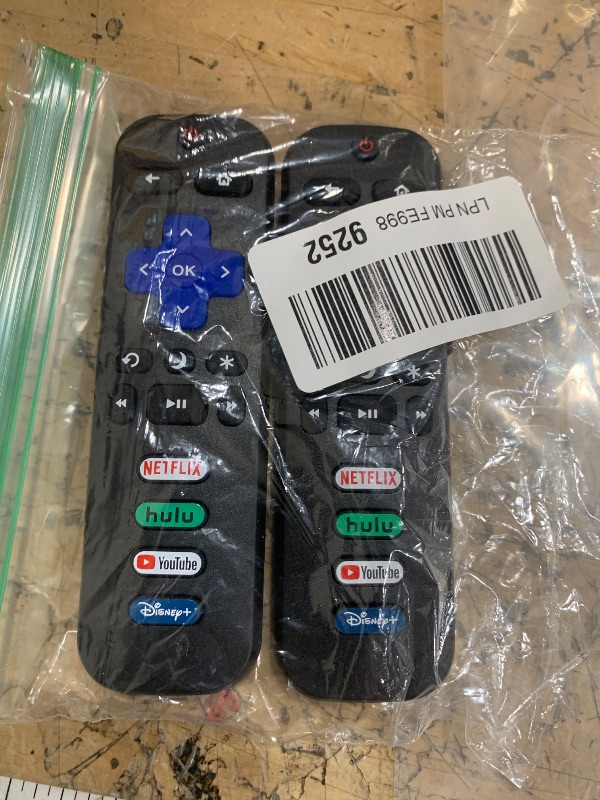 OK
LPN PM FE998 9252
NETFLIX
hulu
YouTube
Disney+
NETFLIX
hulu
YouTube
Disney+